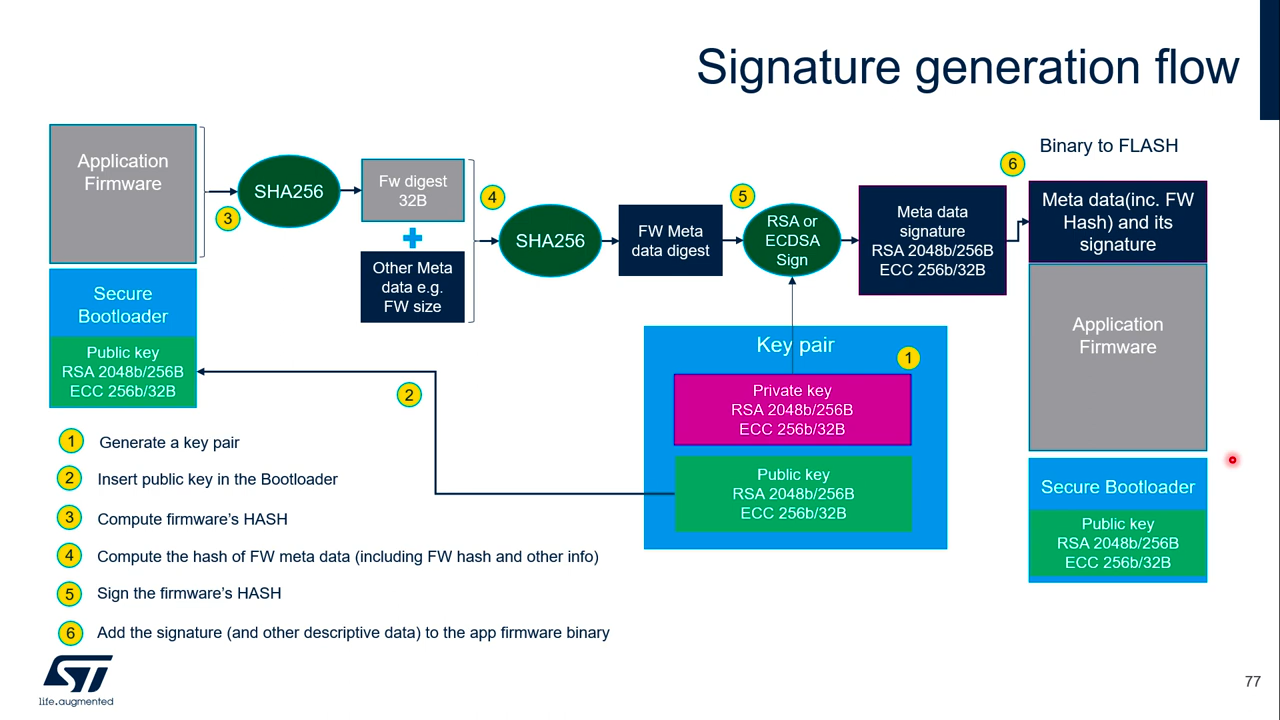 Signature generation flow
Application
Firmware
3
SHA256
Fw digest
32B
Other Meta
data e.g.
FW size
4
SHA256
FW Meta
data digest
5
RSA or
ECDSA
Sign
Meta data
signature
RSA 2048b/256B
ECC 256b/32B
6
Binary to FLASH
Meta data(inc. FW
Hash) and its
signature
Application
Firmware
Secure Bootloader
Public key
RSA 2048b/256B
ECC 256b/32B
Secure
Bootloader
Public key
RSA 2048b/256B
ECC 256b/32B
2
Key pair
1
Private key
RSA 2048b/256B
ECC 256b/32B
Public key
RSA 2048b/256B
ECC 256b/32B
1 Generate a key pair
2 Insert public key in the Bootloader
3 Compute firmware’s HASH
4 Compute the hash of FW meta data (including FW hash and other info)
5 Sign the firmware’s HASH
6 Add the signature (and other descriptive data) to the app firmware binary
ST
life.augmented
77